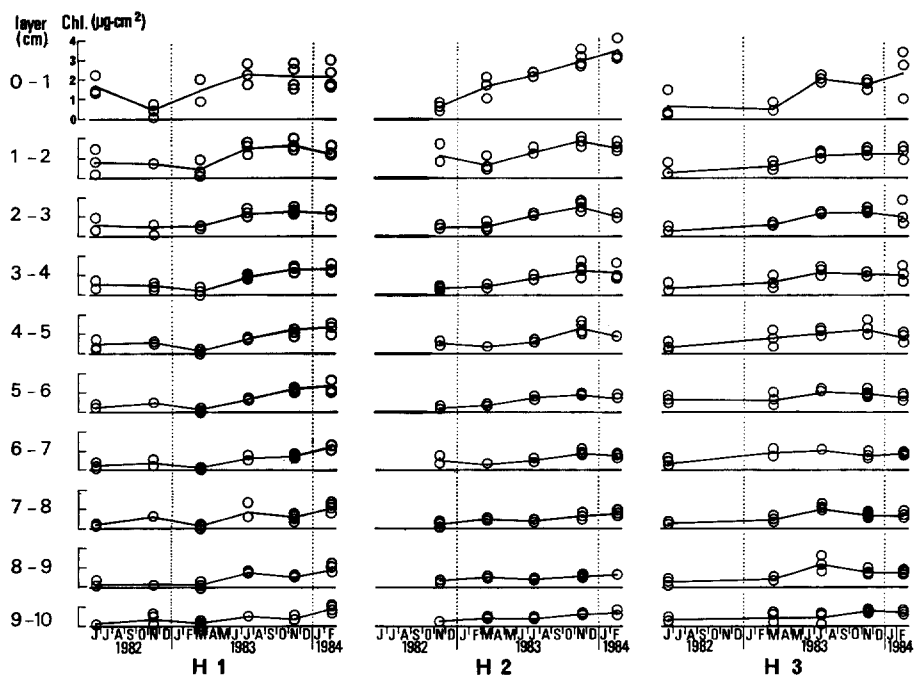 layer
(cm)
Chl. (µg·cm²)
4
3
2
1
0
0-1
1-2
2-3
3-4
4-5
5-6
6-7
7-8
8-9
9-10
J J A S O N D J F M A M J J A S O N D J F
1982 1983 1984
H 1
J J A S O N D J F M A M J J A S O N D J F
1982 1983 1984
H 2
J J A S O N D J F M A M J J A S O N D J F
1982 1983 1984
H 3